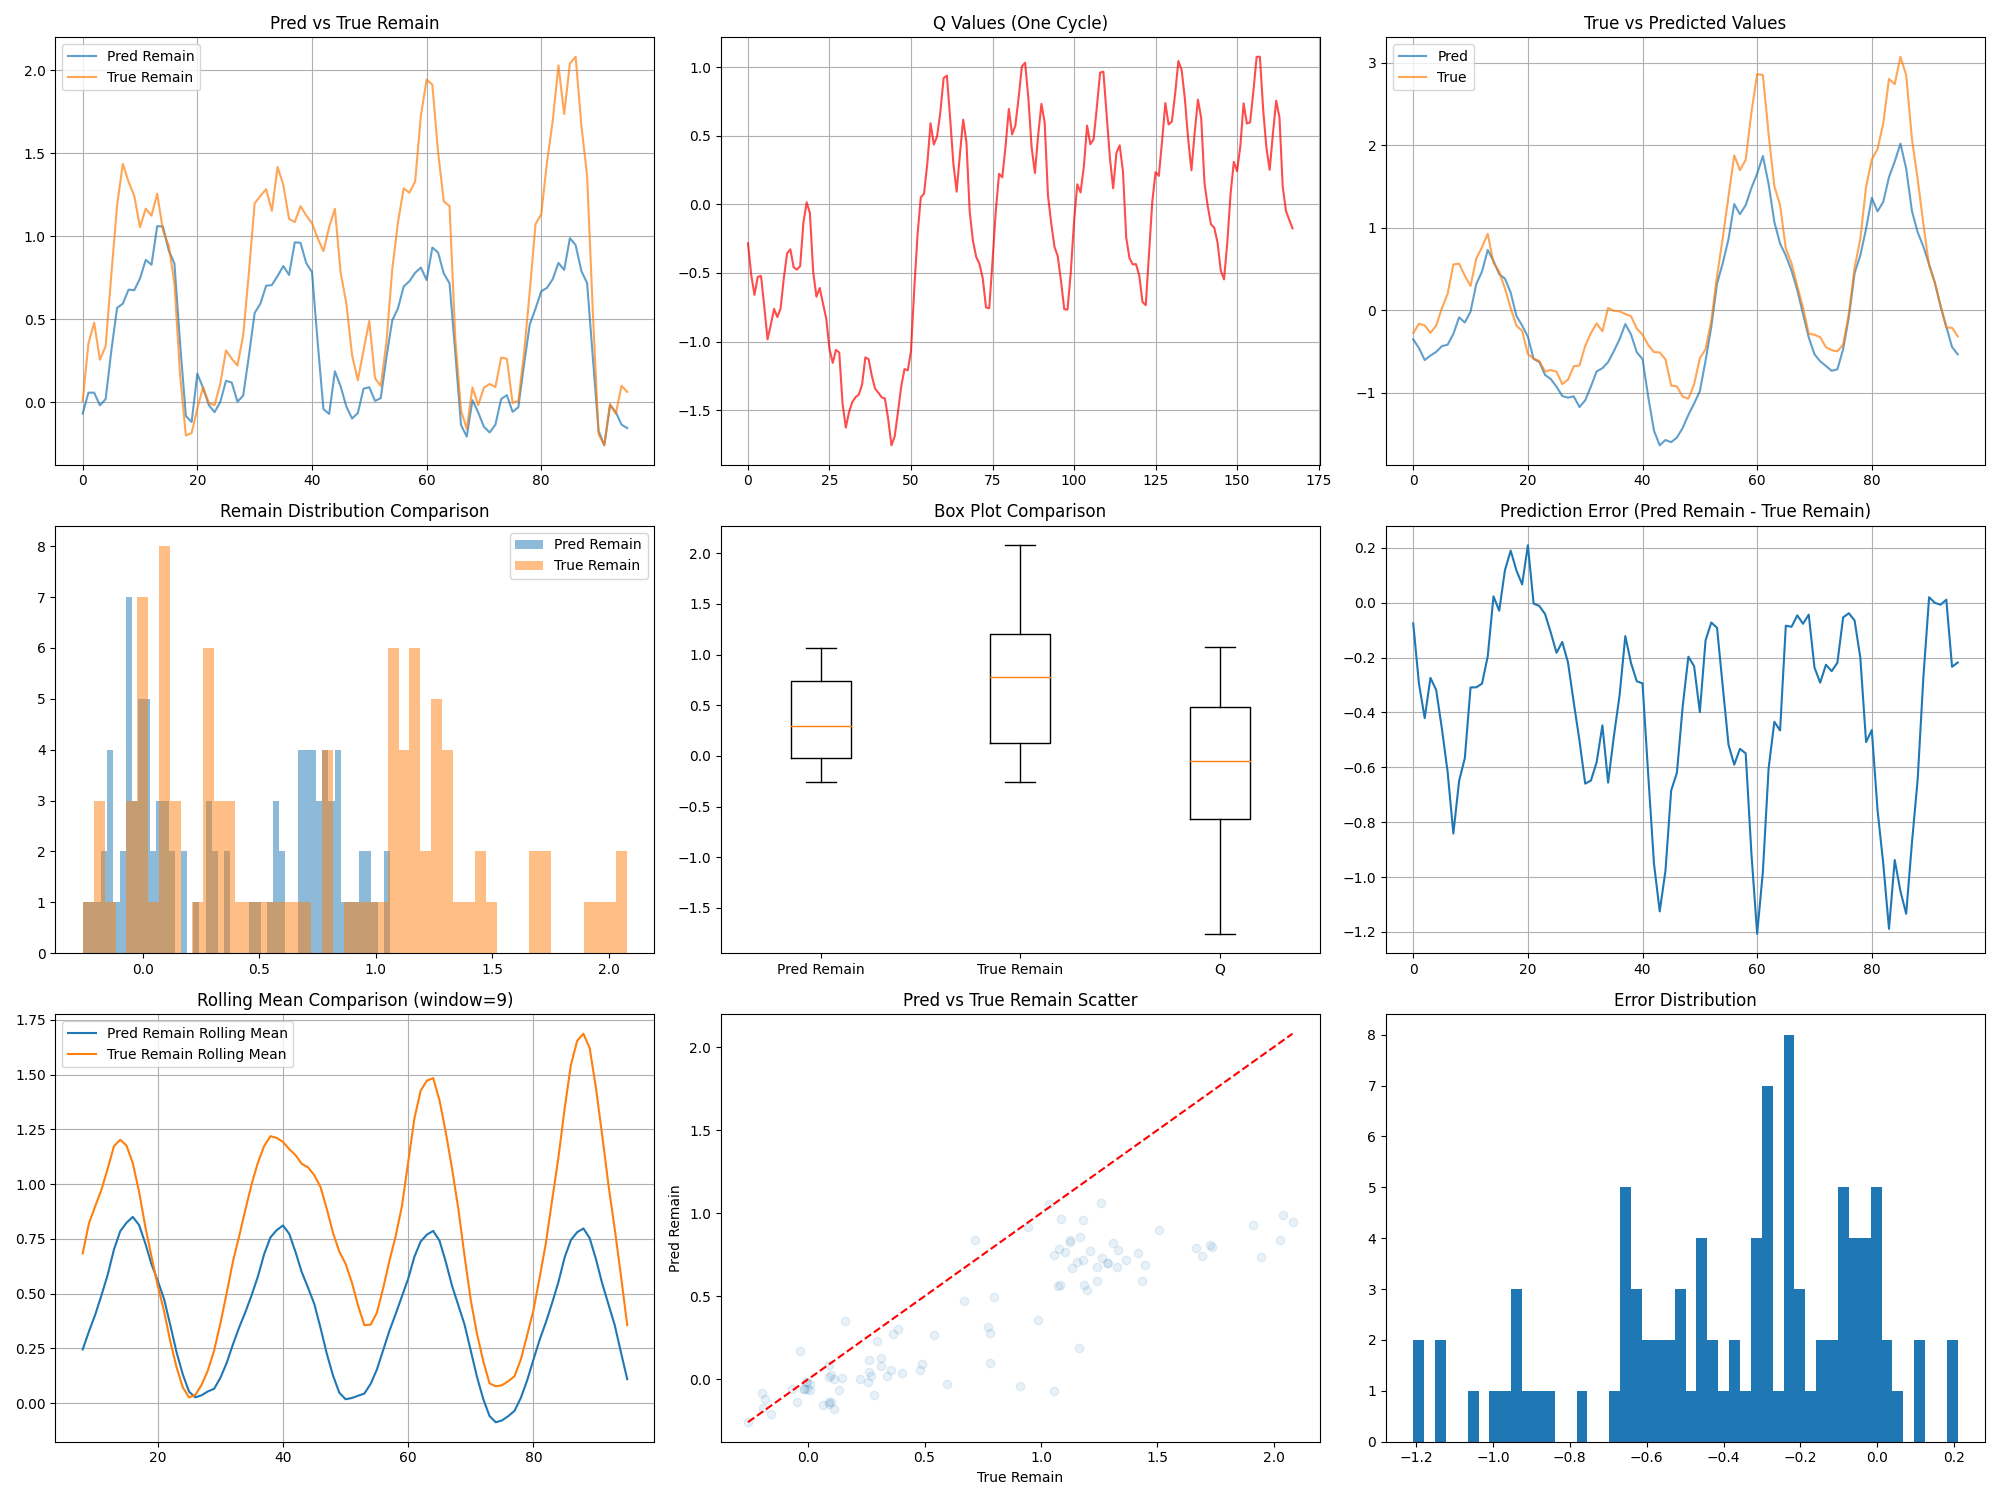 Pred vs True Remain
Pred Remain
True Remain
2.0
1.5
1.0
0.5
0.0
0 20 40 60 80
Q Values (One Cycle)
1.0
0.5
0.0
−0.5
−1.0
−1.5
0 25 50 75 100 125 150 175
True vs Predicted Values
Pred
True
3
2
1
0
−1
0 20 40 60 80
Remain Distribution Comparison
Pred Remain
True Remain
8
7
6
5
4
3
2
1
0
0.0 0.5 1.0 1.5 2.0
Box Plot Comparison
2.0
1.5
1.0
0.5
0.0
−0.5
−1.0
−1.5
Pred Remain True Remain Q
Prediction Error (Pred Remain - True Remain)
0.2
0.0
−0.2
−0.4
−0.6
−0.8
−1.0
−1.2
0 20 40 60 80
Rolling Mean Comparison (window=9)
Pred Remain Rolling Mean
True Remain Rolling Mean
1.75
1.50
1.25
1.00
0.75
0.50
0.25
0.00
20 40 60 80
Pred vs True Remain Scatter
Pred Remain
2.0
1.5
1.0
0.5
0.0
0.0 0.5 1.0 1.5 2.0
True Remain
Error Distribution
8
7
6
5
4
3
2
1
0
−1.2 −1.0 −0.8 −0.6 −0.4 −0.2 0.0 0.2